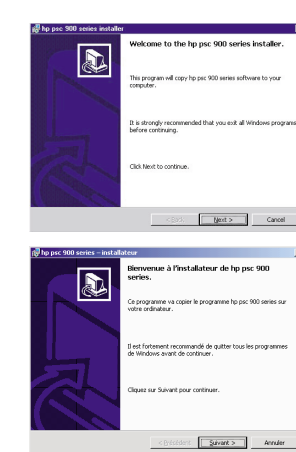 hp psc 900 series installer
Welcome to the hp psc 900 series installer.
This program will copy hp psc 900 series software to your
computer.
It is strongly recommended that you exit all Windows programs
before continuing.
Click Next to continue.
< Back
Next >
Cancel
hp psc 900 series – installateur
Bienvenue à l'installateur de hp psc 900
series.
Ce programme va copier le programme hp psc 900 series sur
votre ordinateur.
Il est fortement recommandé de quitter tous les programmes
de Windows avant de continuer.
Cliquez sur Suivant pour continuer.
< Précédent
Suivant >
Annuler